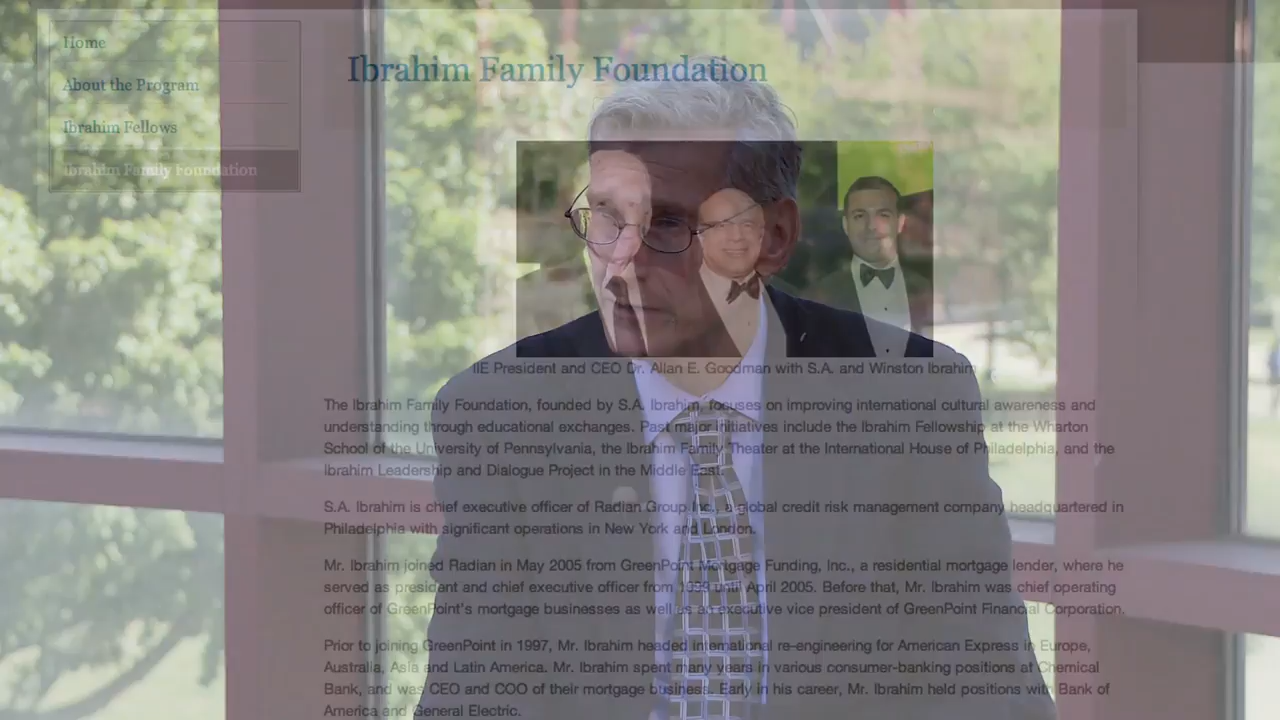 Home
About the Program
Ibrahim Fellows
Ibrahim Family Foundation
Ibrahim Family Foundation
IIE President and CEO Dr. Allan E. Goodman with S.A. and Winston Ibrahim
The Ibrahim Family Foundation, founded by S.A. Ibrahim, focuses on improving international cultural awareness and
understanding through educational exchanges. Past major initiatives include the Ibrahim Fellowship at the Wharton
School of the University of Pennsylvania, the Ibrahim Family Theater at the International House of Philadelphia, and the
Ibrahim Leadership and Dialogue Project in the Middle East.
S.A. Ibrahim is chief executive officer of Radian Group Inc., a global credit risk management company headquartered in
Philadelphia with significant operations in New York and London.
Mr. Ibrahim joined Radian in May 2005 from GreenPoint Mortgage Funding, Inc., a residential mortgage lender, where he
served as president and chief executive officer from 1999 until April 2005. Before that, Mr. Ibrahim was chief operating
officer of GreenPoint's mortgage businesses as well as an executive vice president of GreenPoint Financial Corporation.
Prior to joining GreenPoint in 1997, Mr. Ibrahim headed international re-engineering for American Express in Europe,
Australia, Asia and Latin America. Mr. Ibrahim spent many years in various consumer-banking positions at Chemical
Bank, and was CEO and COO of their mortgage business. Early in his career, Mr. Ibrahim held positions with Bank of
America and General Electric.